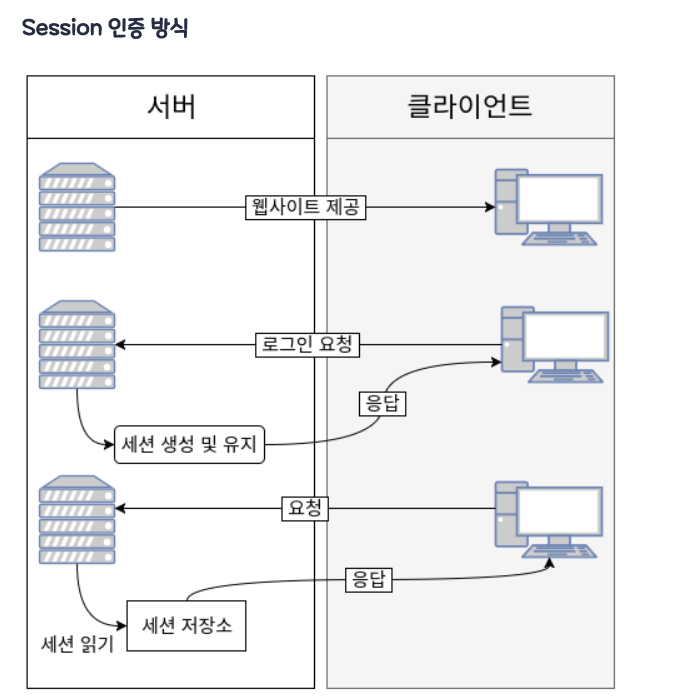 Session 인증 방식
서버
클라이언트
웹사이트 제공
로그인 요청
응답
세션 생성 및 유지
요청
응답
세션 저장소
세션 읽기